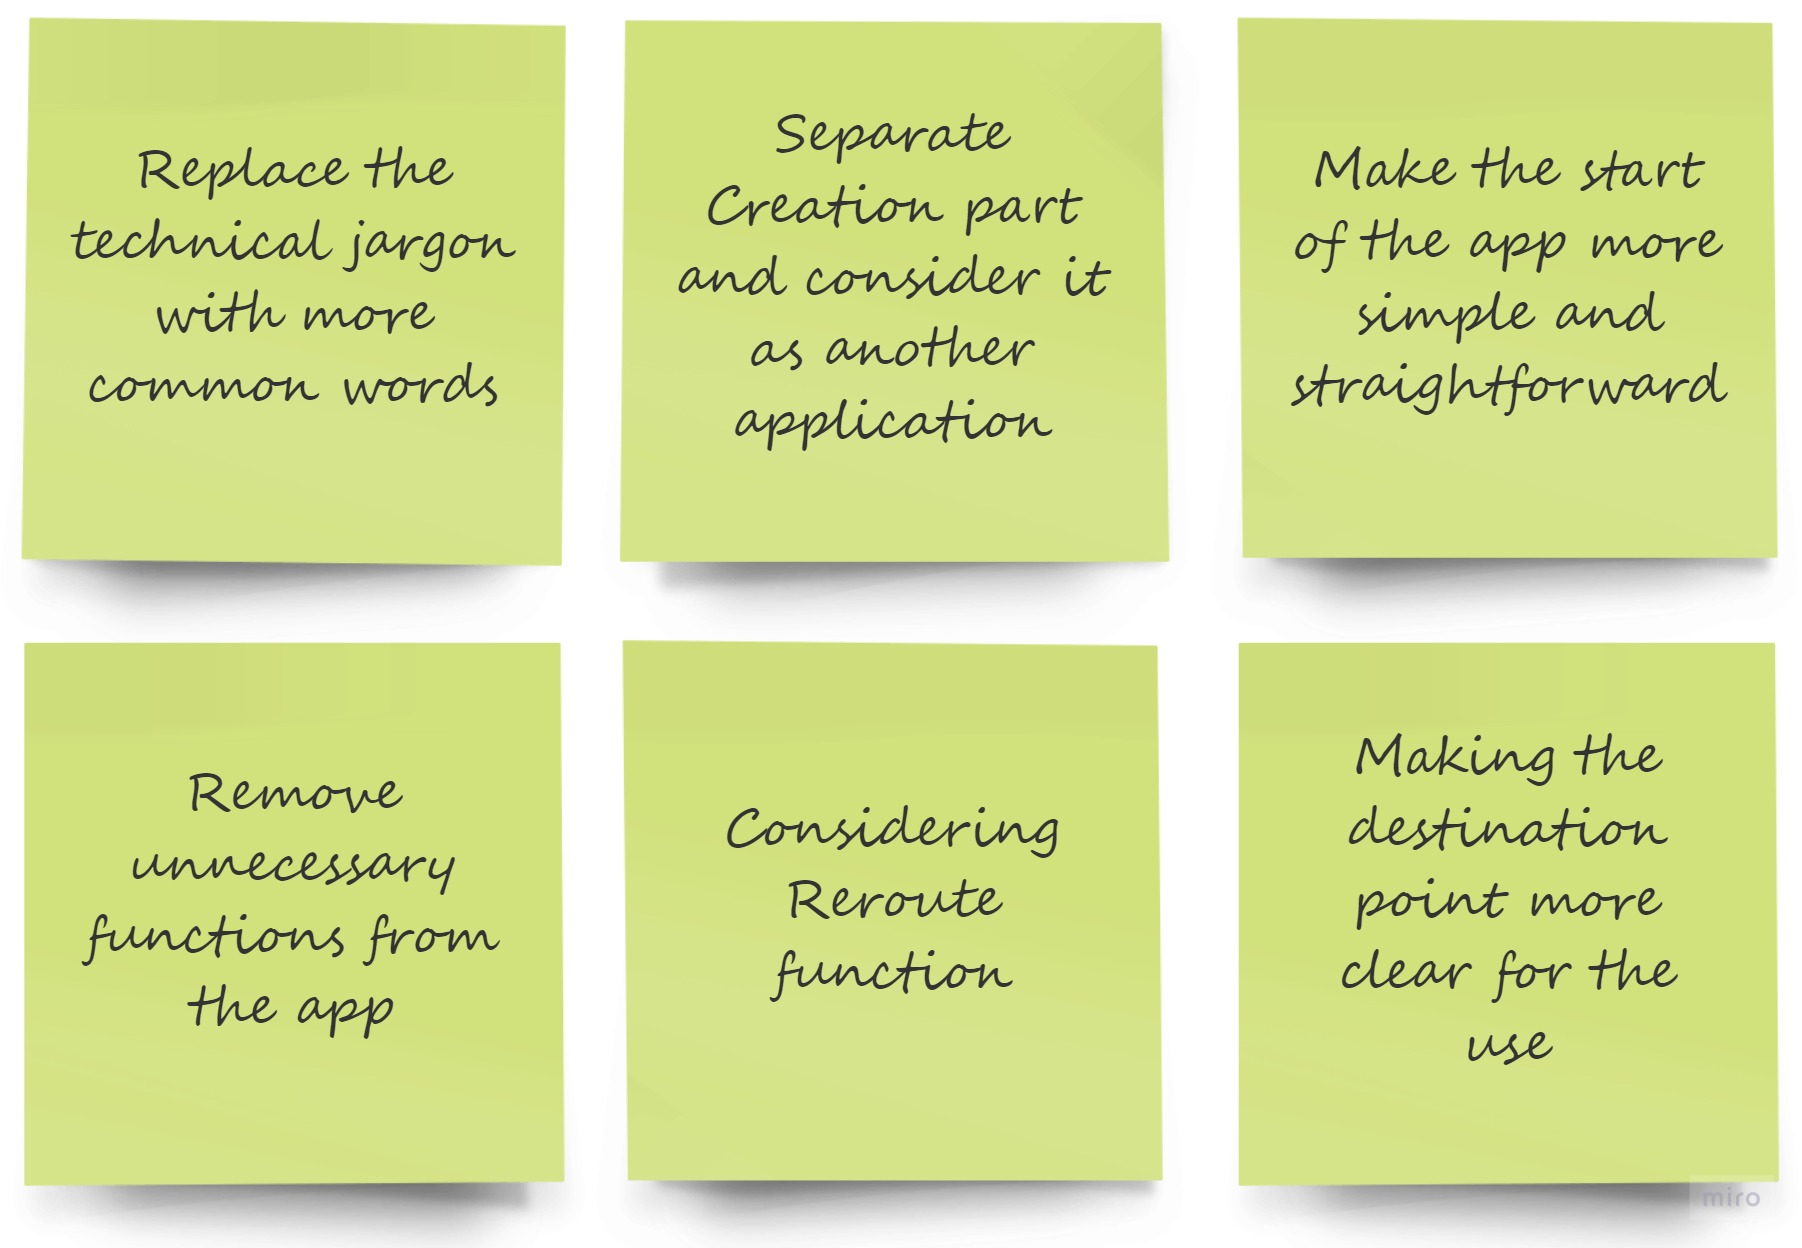 Replace the
technical jargon
with more
common words
Separate
Creation part
and consider it
as another
application
Make the start
of the app more
simple and
straightforward
Remove
unnecessary
functions from
the app
Considering
Reroute
function
Making the
destination
point more
clear for the
use
miro